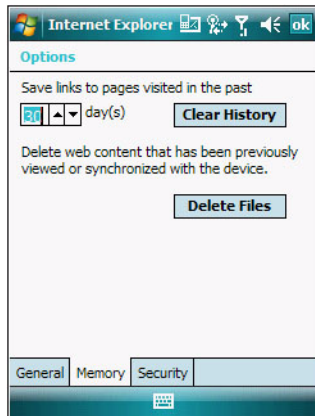 Internet Explorer ok
Options
Save links to pages visited in the past
30 day(s) Clear History
Delete web content that has been previously
viewed or synchronized with the device.
Delete Files
General Memory Security